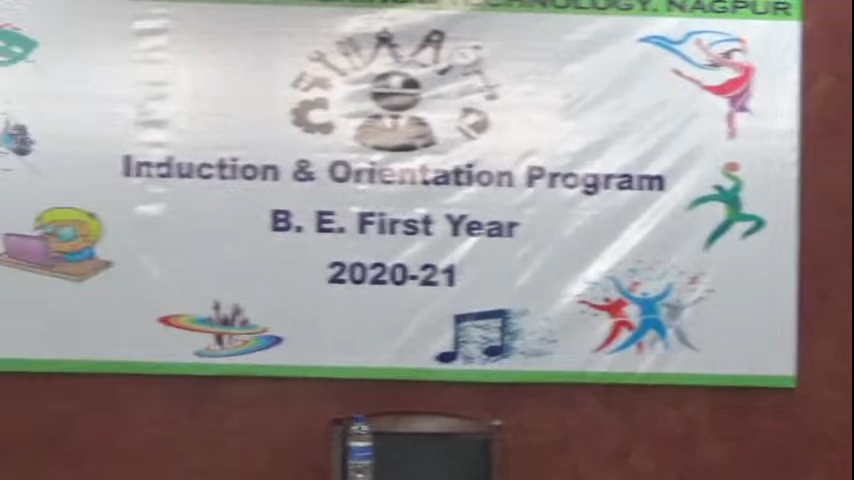 TECHNOLOGY, NAGPUR
Induction & Orientation Program
B. E. First Year
2020-21